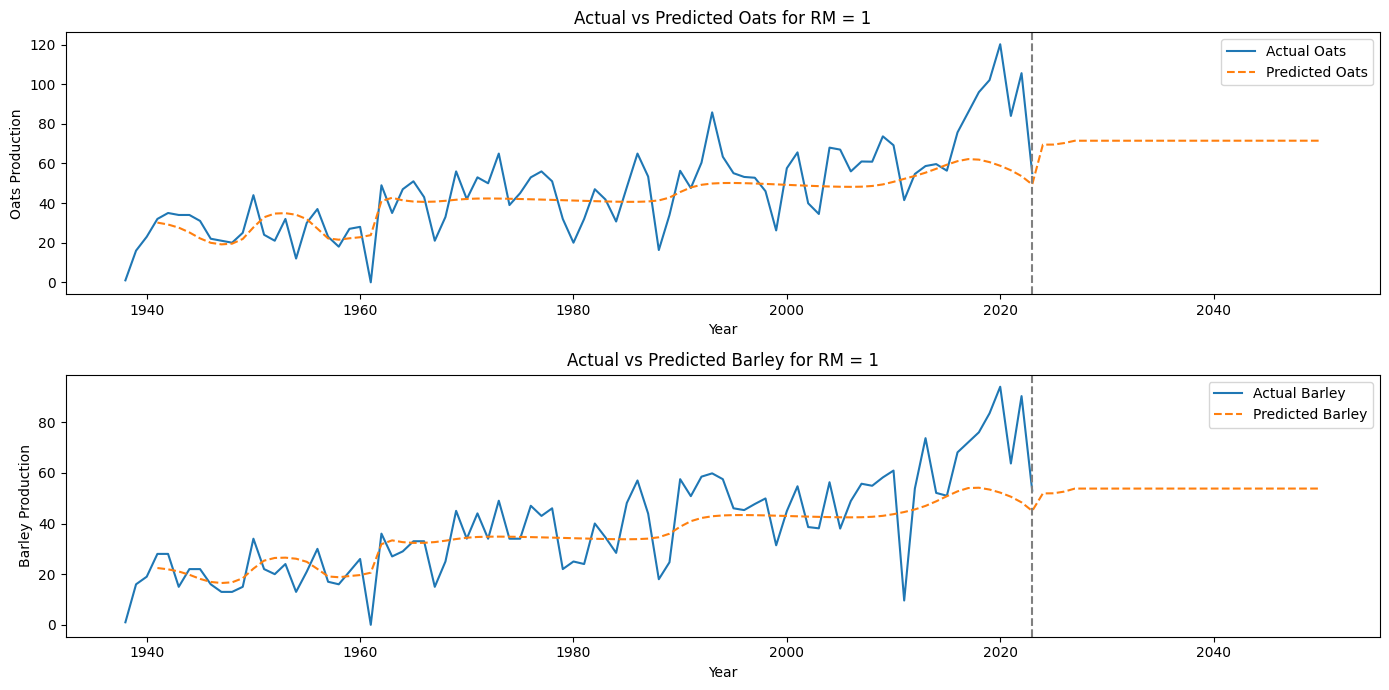 Actual vs Predicted Oats for RM = 1
120
100
80
60
40
20
0
Oats Production
Actual Oats
Predicted Oats
1940 1960 1980 2000 2020 2040
Year
Actual vs Predicted Barley for RM = 1
80
60
40
20
0
Barley Production
Actual Barley
Predicted Barley
1940 1960 1980 2000 2020 2040
Year